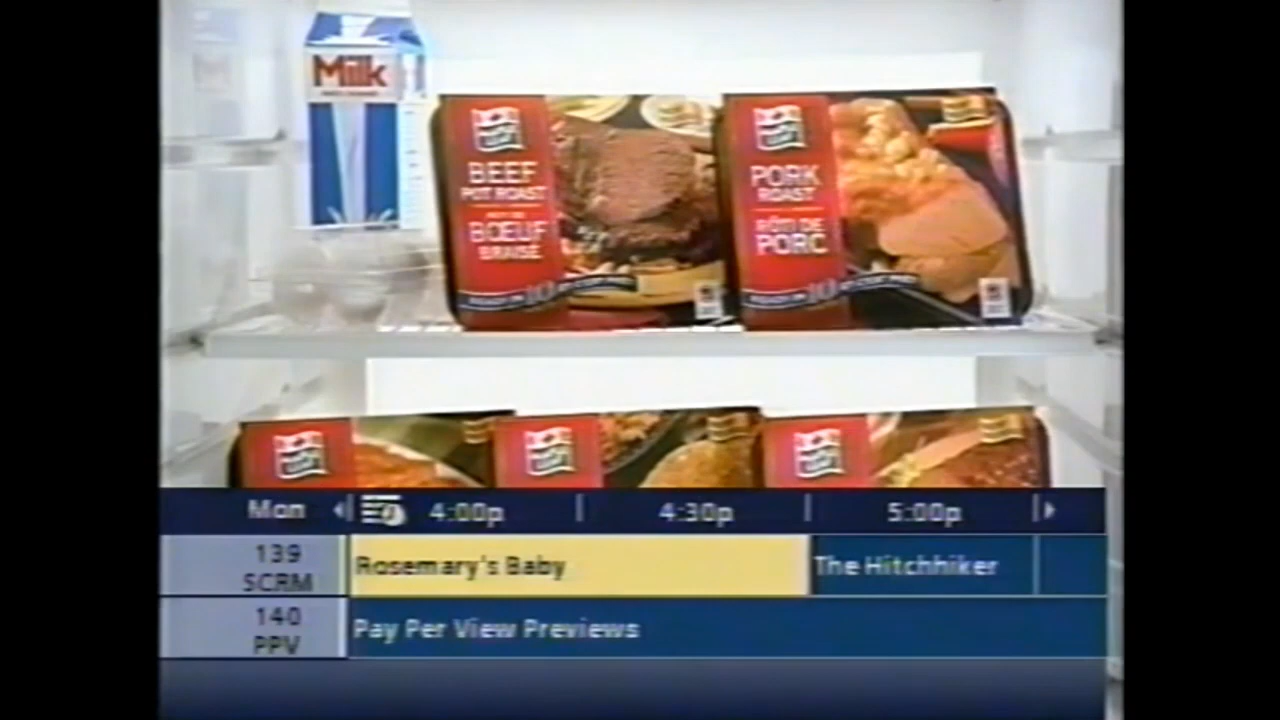 Milk
BEEF
POT ROAST
BŒUF
BRAISÉ
PORK
ROAST
RÔTI DE
PORC
Mon
4:00p
4:30p
5:00p
139
SCRM
Rosemary's Baby
The Hitchhiker
140
PPV
Pay Per View Previews